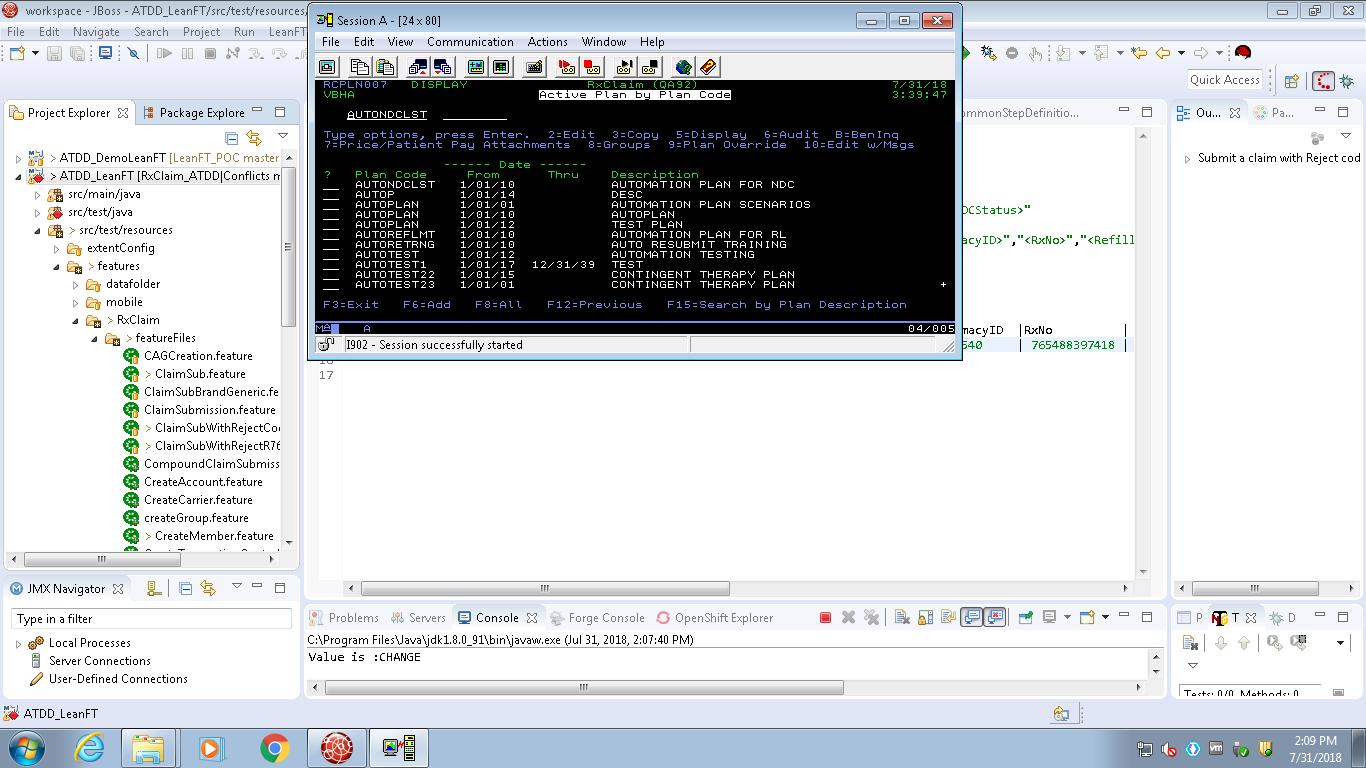 workspace - JBoss - ATDD_LeanFT/src/test/resources/
File Edit Navigate Search Project Run LeanFT
Quick Access
Project Explorer
Package Explore
> ATDD_DemoLeanFT [LeanFT_POC master
> ATDD_LeanFT [RxClaim_ATDD|Conflicts m
> src/main/java
> src/test/java
> src/test/resources
extentConfig
> features
datafolder
mobile
> RxClaim
> featureFiles
CAGCreation.feature
> ClaimSub.feature
ClaimSubBrandGeneric.fe
ClaimSubmission.feature
> ClaimSubWithRejectCo
> ClaimSubWithRejectR76
CompoundClaimSubmiss
CreateAccount.feature
CreateCarrier.feature
createGroup.feature
> CreateMember.feature
JMX Navigator
Type in a filter
Local Processes
Server Connections
User-Defined Connections
Session A - [24 x 80]
File Edit View Communication Actions Window Help
RCPLN007 DISPLAY RxClaim (QA92) 7/31/18
VBHA Active Plan by Plan Code 3:39:47
AUTONDCLST
Type options, press Enter. 2=Edit 3=Copy 5=Display 6=Audit B=BenInq
7=Price/Patient Pay Attachments 8=Groups 9=Plan Override 10=Edit w/Msgs
------ Date ------
? Plan Code From Thru Description
AUTONDCLST 1/01/10 AUTOMATION PLAN FOR NDC
AUTOP 1/01/14 DESC
AUTOPLAN 1/01/01 AUTOMATION PLAN SCENARIOS
AUTOPLAN 1/01/10 AUTOPLAN
AUTOPLAN 1/01/12 TEST PLAN
AUTOREFLMT 1/01/10 AUTOMATION PLAN FOR RL
AUTORETRNG 1/01/10 AUTO RESUBMIT TRAINING
AUTOTEST 1/01/12 AUTOMATION TESTING
AUTOTEST1 1/01/17 12/31/39 TEST
AUTOTEST22 1/01/15 CONTINGENT THERAPY PLAN
AUTOTEST23 1/01/01 CONTINGENT THERAPY PLAN +
F3=Exit F6=Add F8=All F12=Previous F15=Search by Plan Description
MA A 04/005
I902 - Session successfully started
ommonStepDefinitio...
DCStatus>"
acyID>","<RxNo>","<Refill
macyID |RxNo |
540 | 765488397418 |
17
Ou...
Pa...
Submit a claim with Reject cod
Problems Servers Console Forge Console OpenShift Explorer
C:\Program Files\Java\jdk1.8.0_91\bin\javaw.exe (Jul 31, 2018, 2:07:40 PM)
Value is :CHANGE
P T D
Tests: 0/0 Methods: 0
ATDD_LeanFT
2:09 PM
7/31/2018